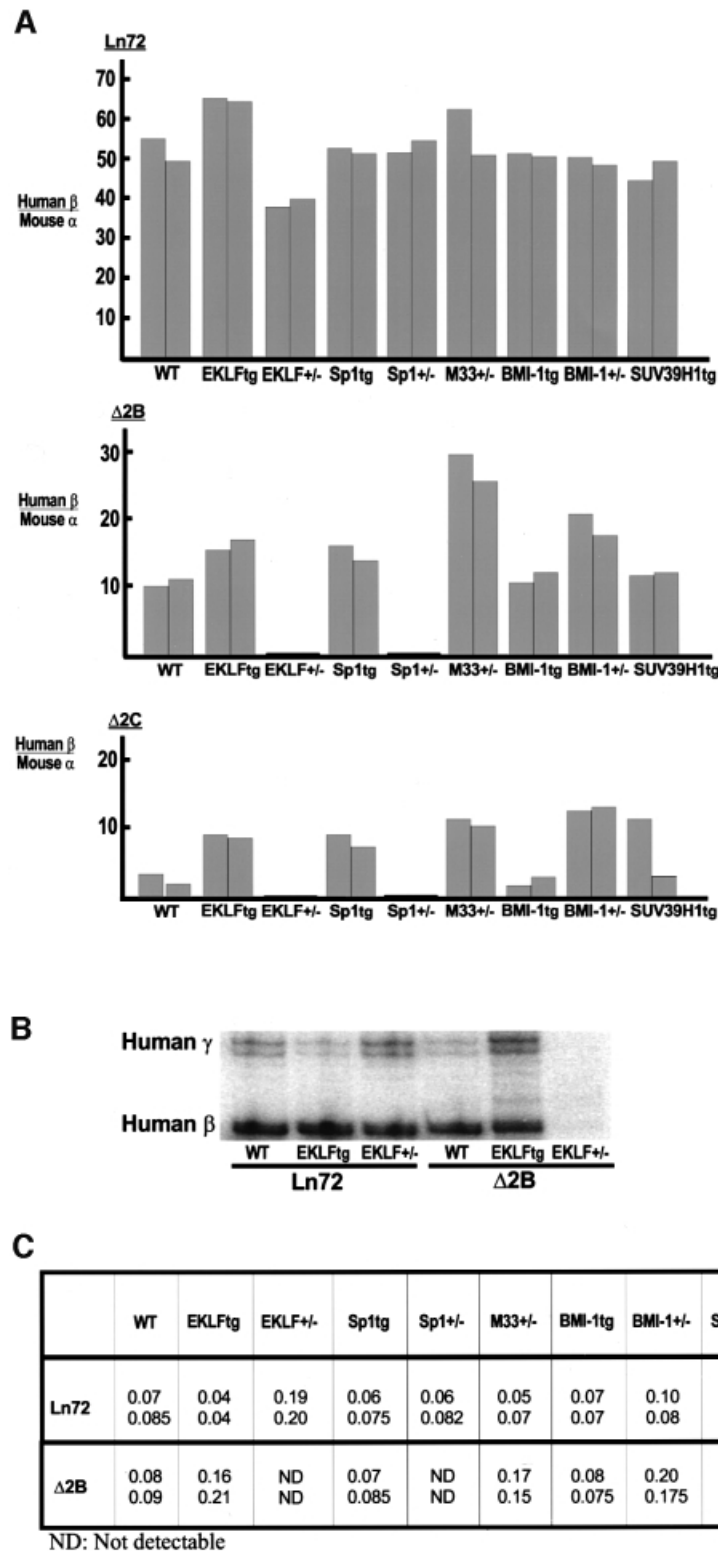 A
Ln72
70
60
50
40
30
20
10
Human β
Mouse α
WT EKLFtg EKLF+/- Sp1tg Sp1+/- M33+/- BMI-1tg BMI-1+/- SUV39H1tg
Δ2B
30
20
10
Human β
Mouse α
WT EKLFtg EKLF+/- Sp1tg Sp1+/- M33+/- BMI-1tg BMI-1+/- SUV39H1tg
Δ2C
Human β
Mouse α
20
10
WT EKLFtg EKLF+/- Sp1tg Sp1+/- M33+/- BMI-1tg BMI-1+/- SUV39H1tg
B
Human γ
Human β
WT EKLFtg EKLF+/- WT EKLFtg EKLF+/-
Ln72 Δ2B
C
WT EKLFtg EKLF+/- Sp1tg Sp1+/- M33+/- BMI-1tg BMI-1+/- S
Ln72
0.07 0.04 0.19 0.06 0.06 0.05 0.07 0.10
0.085 0.04 0.20 0.075 0.082 0.07 0.07 0.08
Δ2B
0.08 0.16 ND 0.07 ND 0.17 0.08 0.20
0.09 0.21 ND 0.085 ND 0.15 0.075 0.175
ND: Not detectable